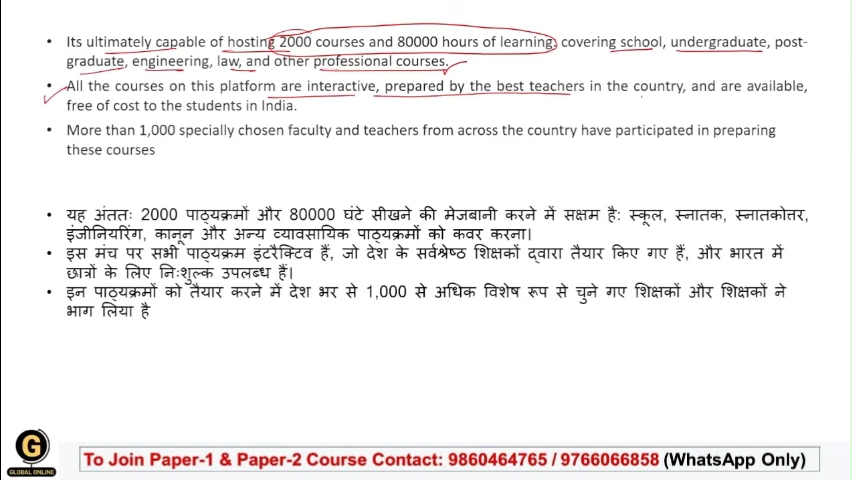 • Its ultimately capable of hosting 2000 courses and 80000 hours of learning: covering school, undergraduate, post-
graduate, engineering, law, and other professional courses.
• All the courses on this platform are interactive, prepared by the best teachers in the country, and are available,
free of cost to the students in India.
• More than 1,000 specially chosen faculty and teachers from across the country have participated in preparing
these courses
• यह अंततः 2000 पाठ्यक्रमों और 80000 घंटे सीखने की मेजबानी करने में सक्षम है: स्कूल, स्नातक, स्नातकोत्तर,
इंजीनियरिंग, कानून और अन्य व्यावसायिक पाठ्यक्रमों को कवर करना।
• इस मंच पर सभी पाठ्यक्रम इंटरैक्टिव हैं, जो देश के सर्वश्रेष्ठ शिक्षकों द्वारा तैयार किए गए हैं, और भारत में
छात्रों के लिए निःशुल्क उपलब्ध हैं।
• इन पाठ्यक्रमों को तैयार करने में देश भर से 1,000 से अधिक विशेष रूप से चुने गए शिक्षकों और शिक्षकों ने
भाग लिया है
G
GLOBAL ONLINE
To Join Paper-1 & Paper-2 Course Contact: 9860464765 / 9766066858 (WhatsApp Only)